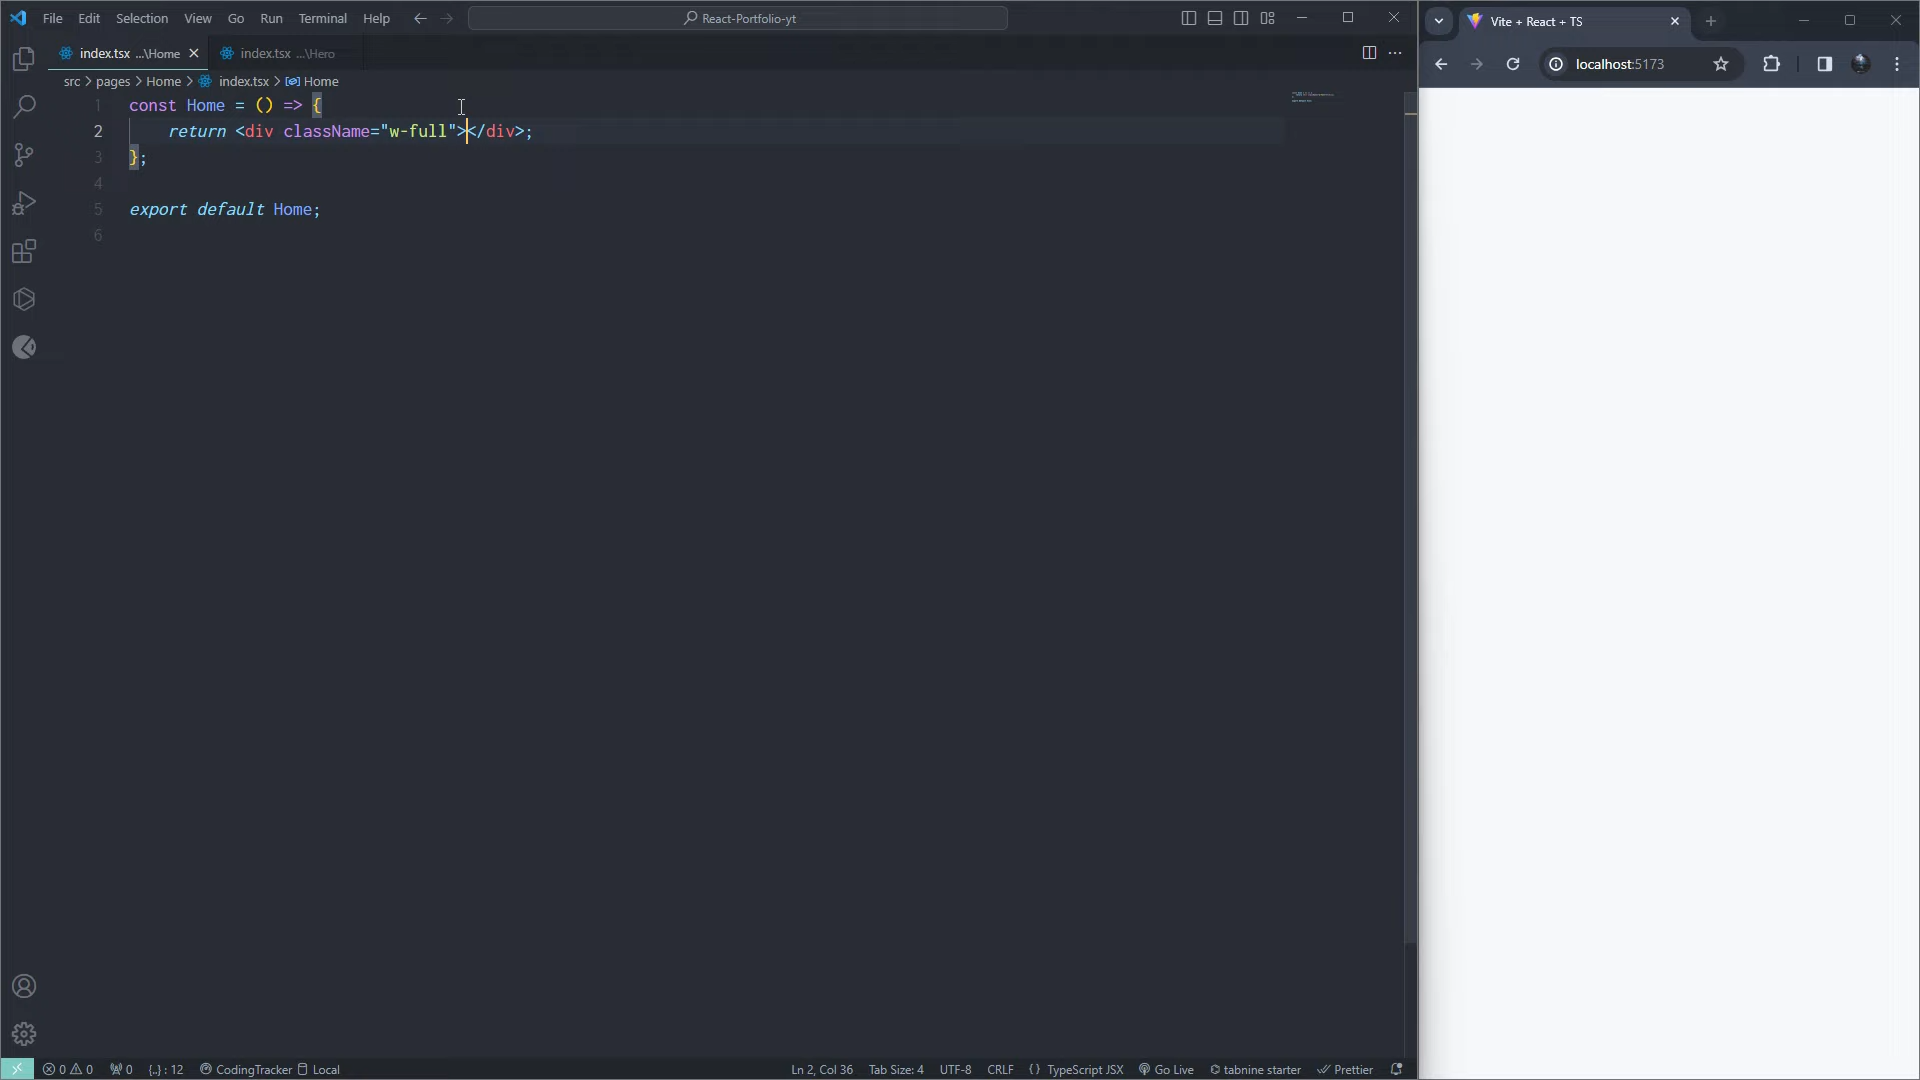 File Edit Selection View Go Run Terminal Help
React-Portfolio-yt
Vite + React + TS
index.tsx ...\Home
index.tsx ...\Hero
localhost:5173
src > pages > Home > index.tsx > Home
1 const Home = () => {
2 return <div className="w-full"></div>;
3 };
4
5 export default Home;
6
0 0 0 {..} : 12 CodingTracker Local
Ln 2, Col 36 Tab Size: 4 UTF-8 CRLF {} TypeScript JSX Go Live tabnine starter Prettier